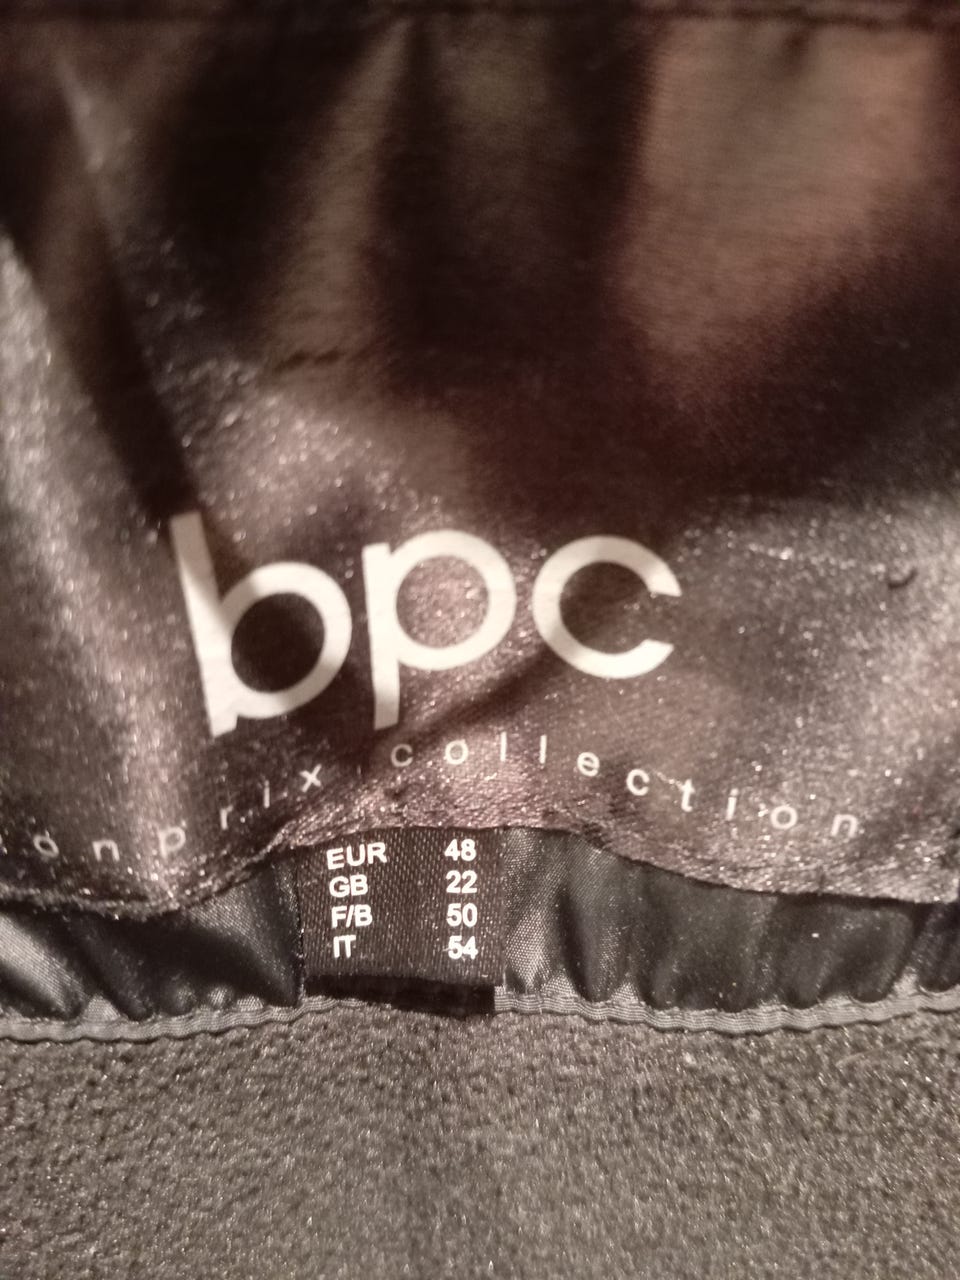 bpc
onprix collection
EUR 48
GB 22
F/B 50
IT 54